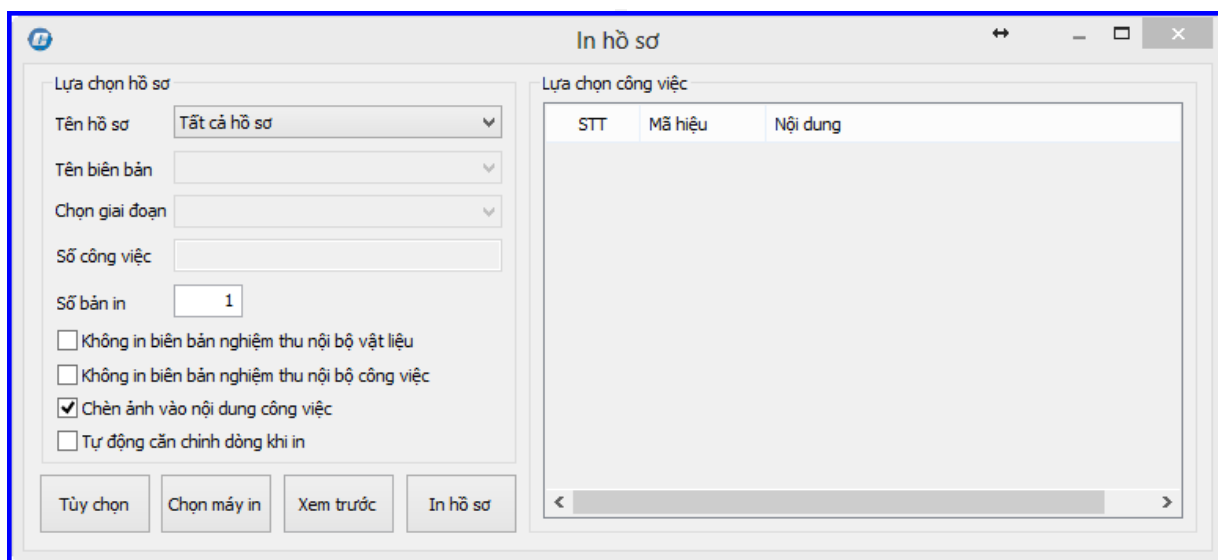 In hồ sơ
Lựa chọn hồ sơ
Tên hồ sơ Tất cả hồ sơ
Tên biên bản
Chọn giai đoạn
Số công việc
Số bản in 1
Không in biên bản nghiệm thu nội bộ vật liệu
Không in biên bản nghiệm thu nội bộ công việc
Chèn ảnh vào nội dung công việc
Tự động căn chỉnh dòng khi in
Tùy chọn Chọn máy in Xem trước In hồ sơ
Lựa chọn công việc
STT Mã hiệu Nội dung